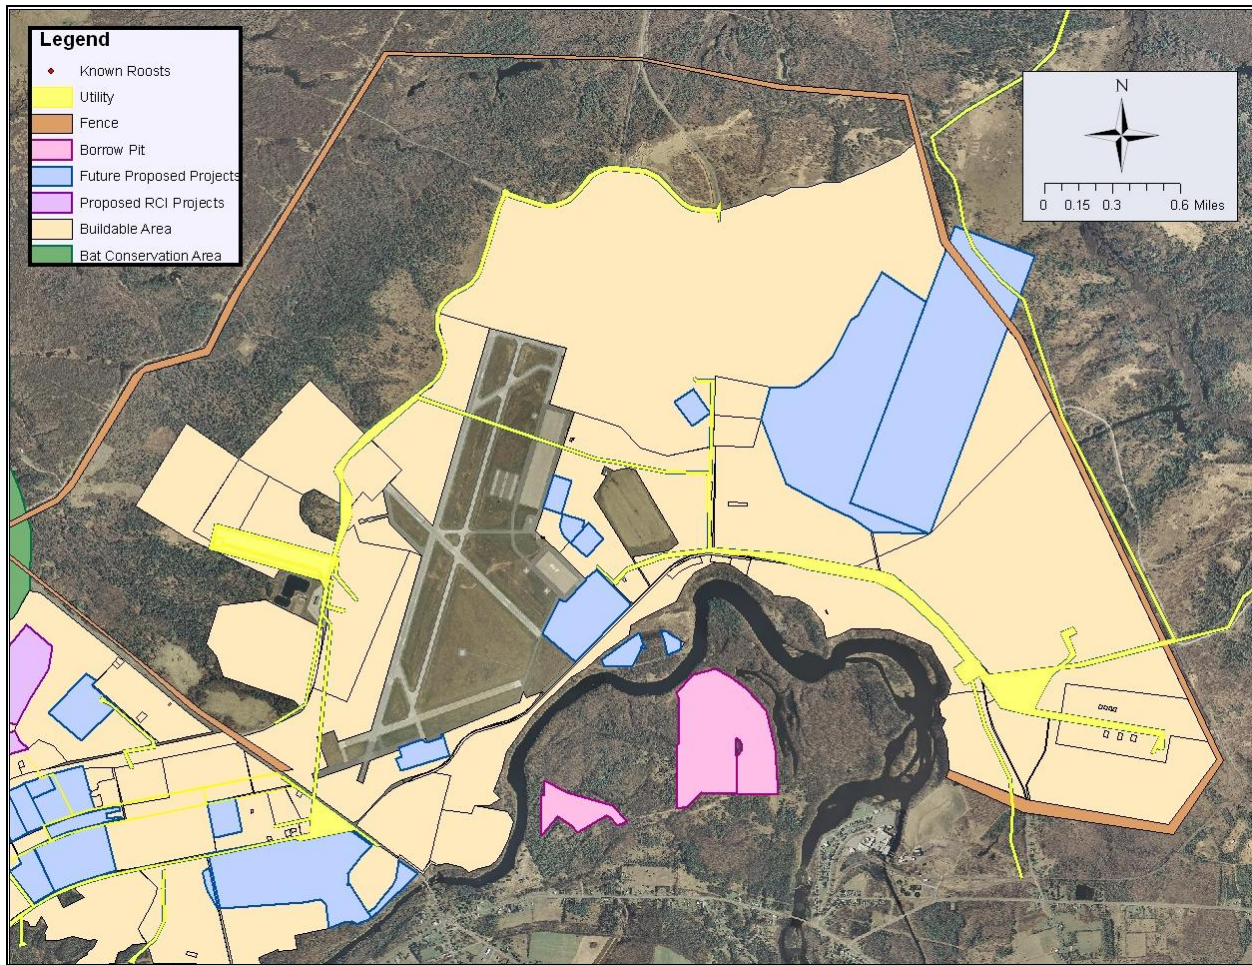 Legend
Known Roosts
Utility
Fence
Borrow Pit
Future Proposed Projects
Proposed RCI Projects
Buildable Area
Bat Conservation Area
N
0 0.15 0.3 0.6 Miles